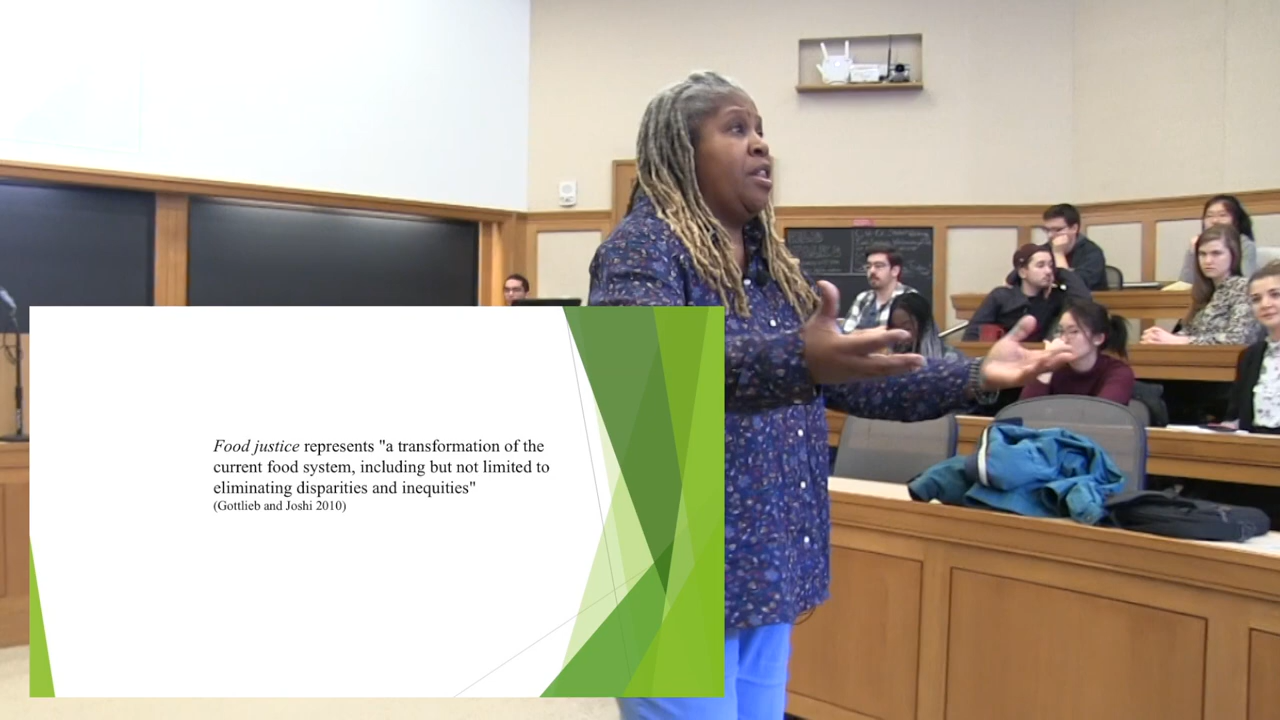 Food justice represents "a transformation of the
current food system, including but not limited to
eliminating disparities and inequities"
(Gottlieb and Joshi 2010)